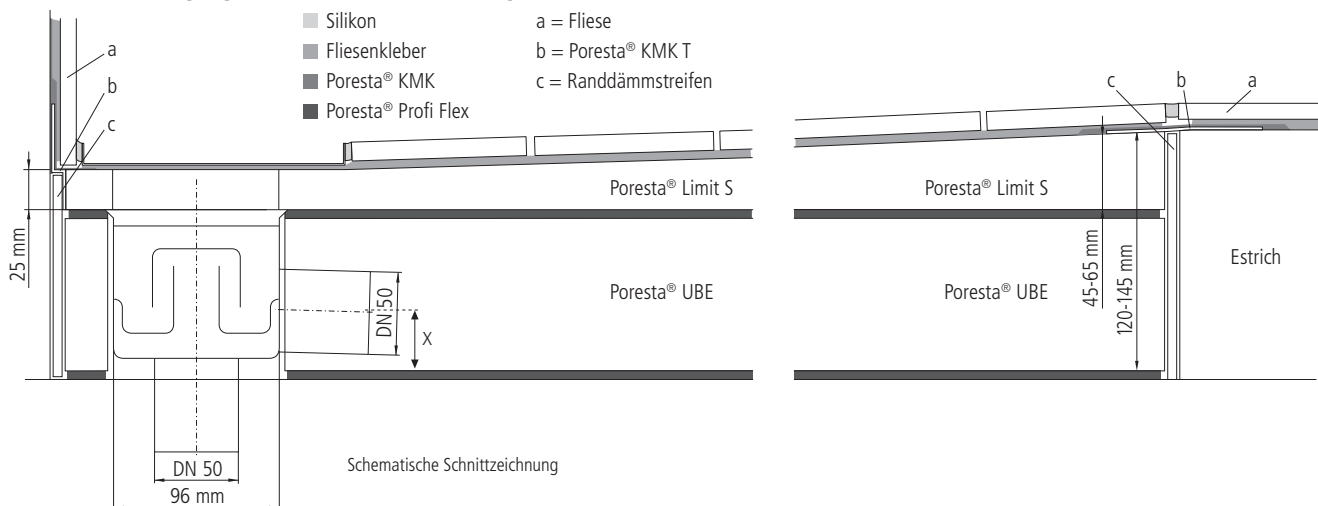 Silikon
Fliesenkleber
Poresta® KMK
Poresta® Profi Flex
a = Fliese
b = Poresta® KMK T
c = Randdämmstreifen
a
b
c
c
b
a
Poresta® Limit S
Poresta® Limit S
25 mm
Poresta® UBE
Poresta® UBE
45-65 mm
120-145 mm
Estrich
DN 50
X
DN 50
96 mm
Schematische Schnittzeichnung